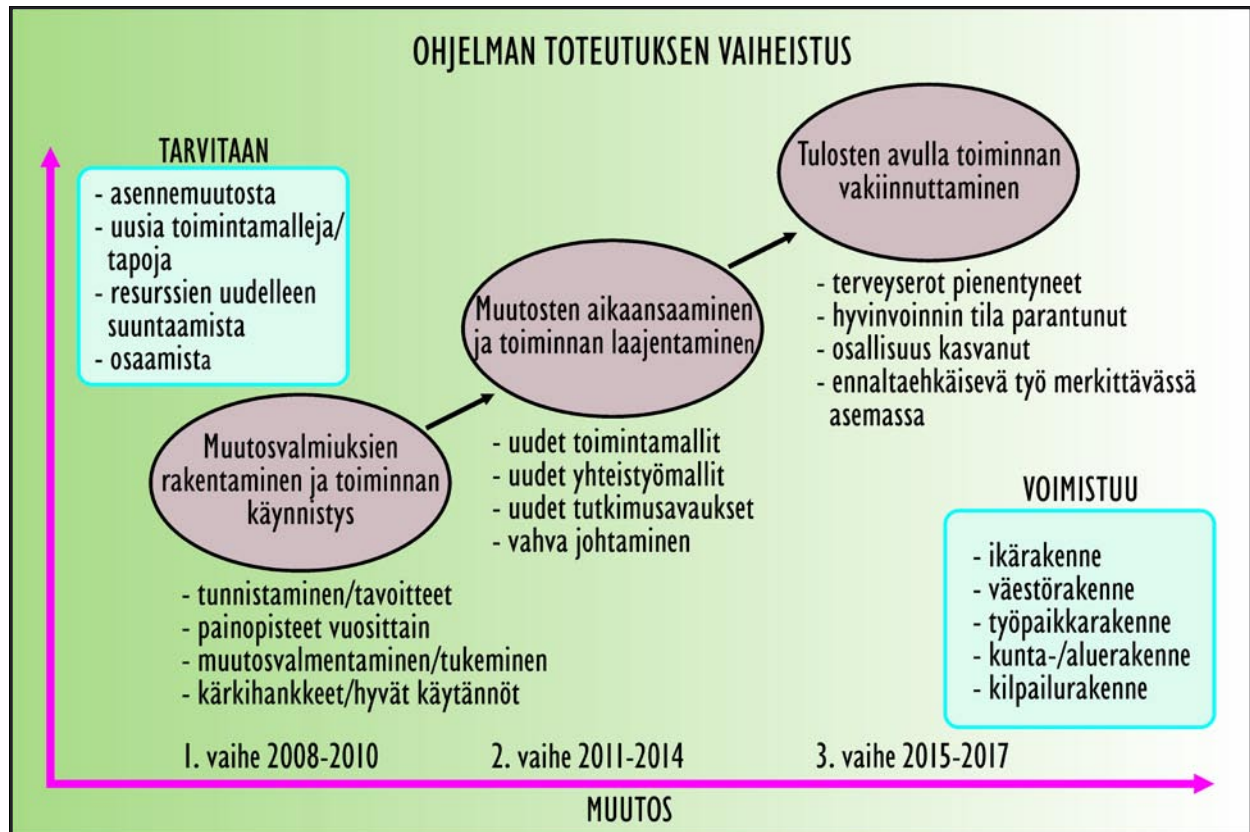 OHJELMAN TOTEUTUKSEN VAIHEISTUS
TARVITAAN
- asennemuutosta
- uusia toimintamalleja/
tapoja
- resurssien uudelleen
suuntaamista
- osaamista
Muutosvalmiuksien
rakentaminen ja toiminnan
käynnistys
- tunnistaminen/tavoitteet
- painopisteet vuosittain
- muutosvalmentaminen/tukeminen
- kärkihankkeet/hyvät käytännöt
1. vaihe 2008-2010
Muutosten aikaansaaminen
ja toiminnan laajentaminen
- uudet toimintamallit
- uudet yhteistyömallit
- uudet tutkimusavaukset
- vahva johtaminen
2. vaihe 2011-2014
Tulosten avulla toiminnan
vakiinnuttaminen
- terveyserot pienentyneet
- hyvinvoinnin tila parantunut
- osallisuus kasvanut
- ennaltaehkäisevä työ merkittävässä
asemassa
3. vaihe 2015-2017
VOIMISTUU
- ikärakenne
- väestörakenne
- työpaikkarakenne
- kunta-/aluerakenne
- kilpailurakenne
MUUTOS